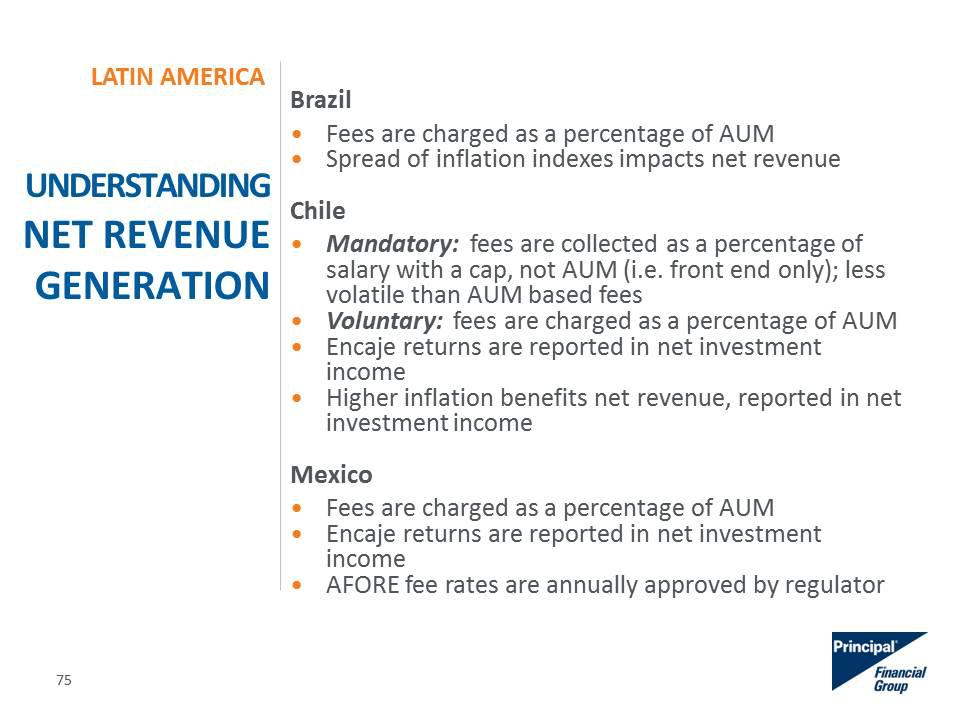 LATIN AMERICA
UNDERSTANDING
NET REVENUE
GENERATION
Brazil
• Fees are charged as a percentage of AUM
• Spread of inflation indexes impacts net revenue
Chile
• Mandatory: fees are collected as a percentage of
salary with a cap, not AUM (i.e. front end only); less
volatile than AUM based fees
• Voluntary: fees are charged as a percentage of AUM
• Encaje returns are reported in net investment
income
• Higher inflation benefits net revenue, reported in net
investment income
Mexico
• Fees are charged as a percentage of AUM
• Encaje returns are reported in net investment
income
• AFORE fee rates are annually approved by regulator
75
Principal®
Financial
Group